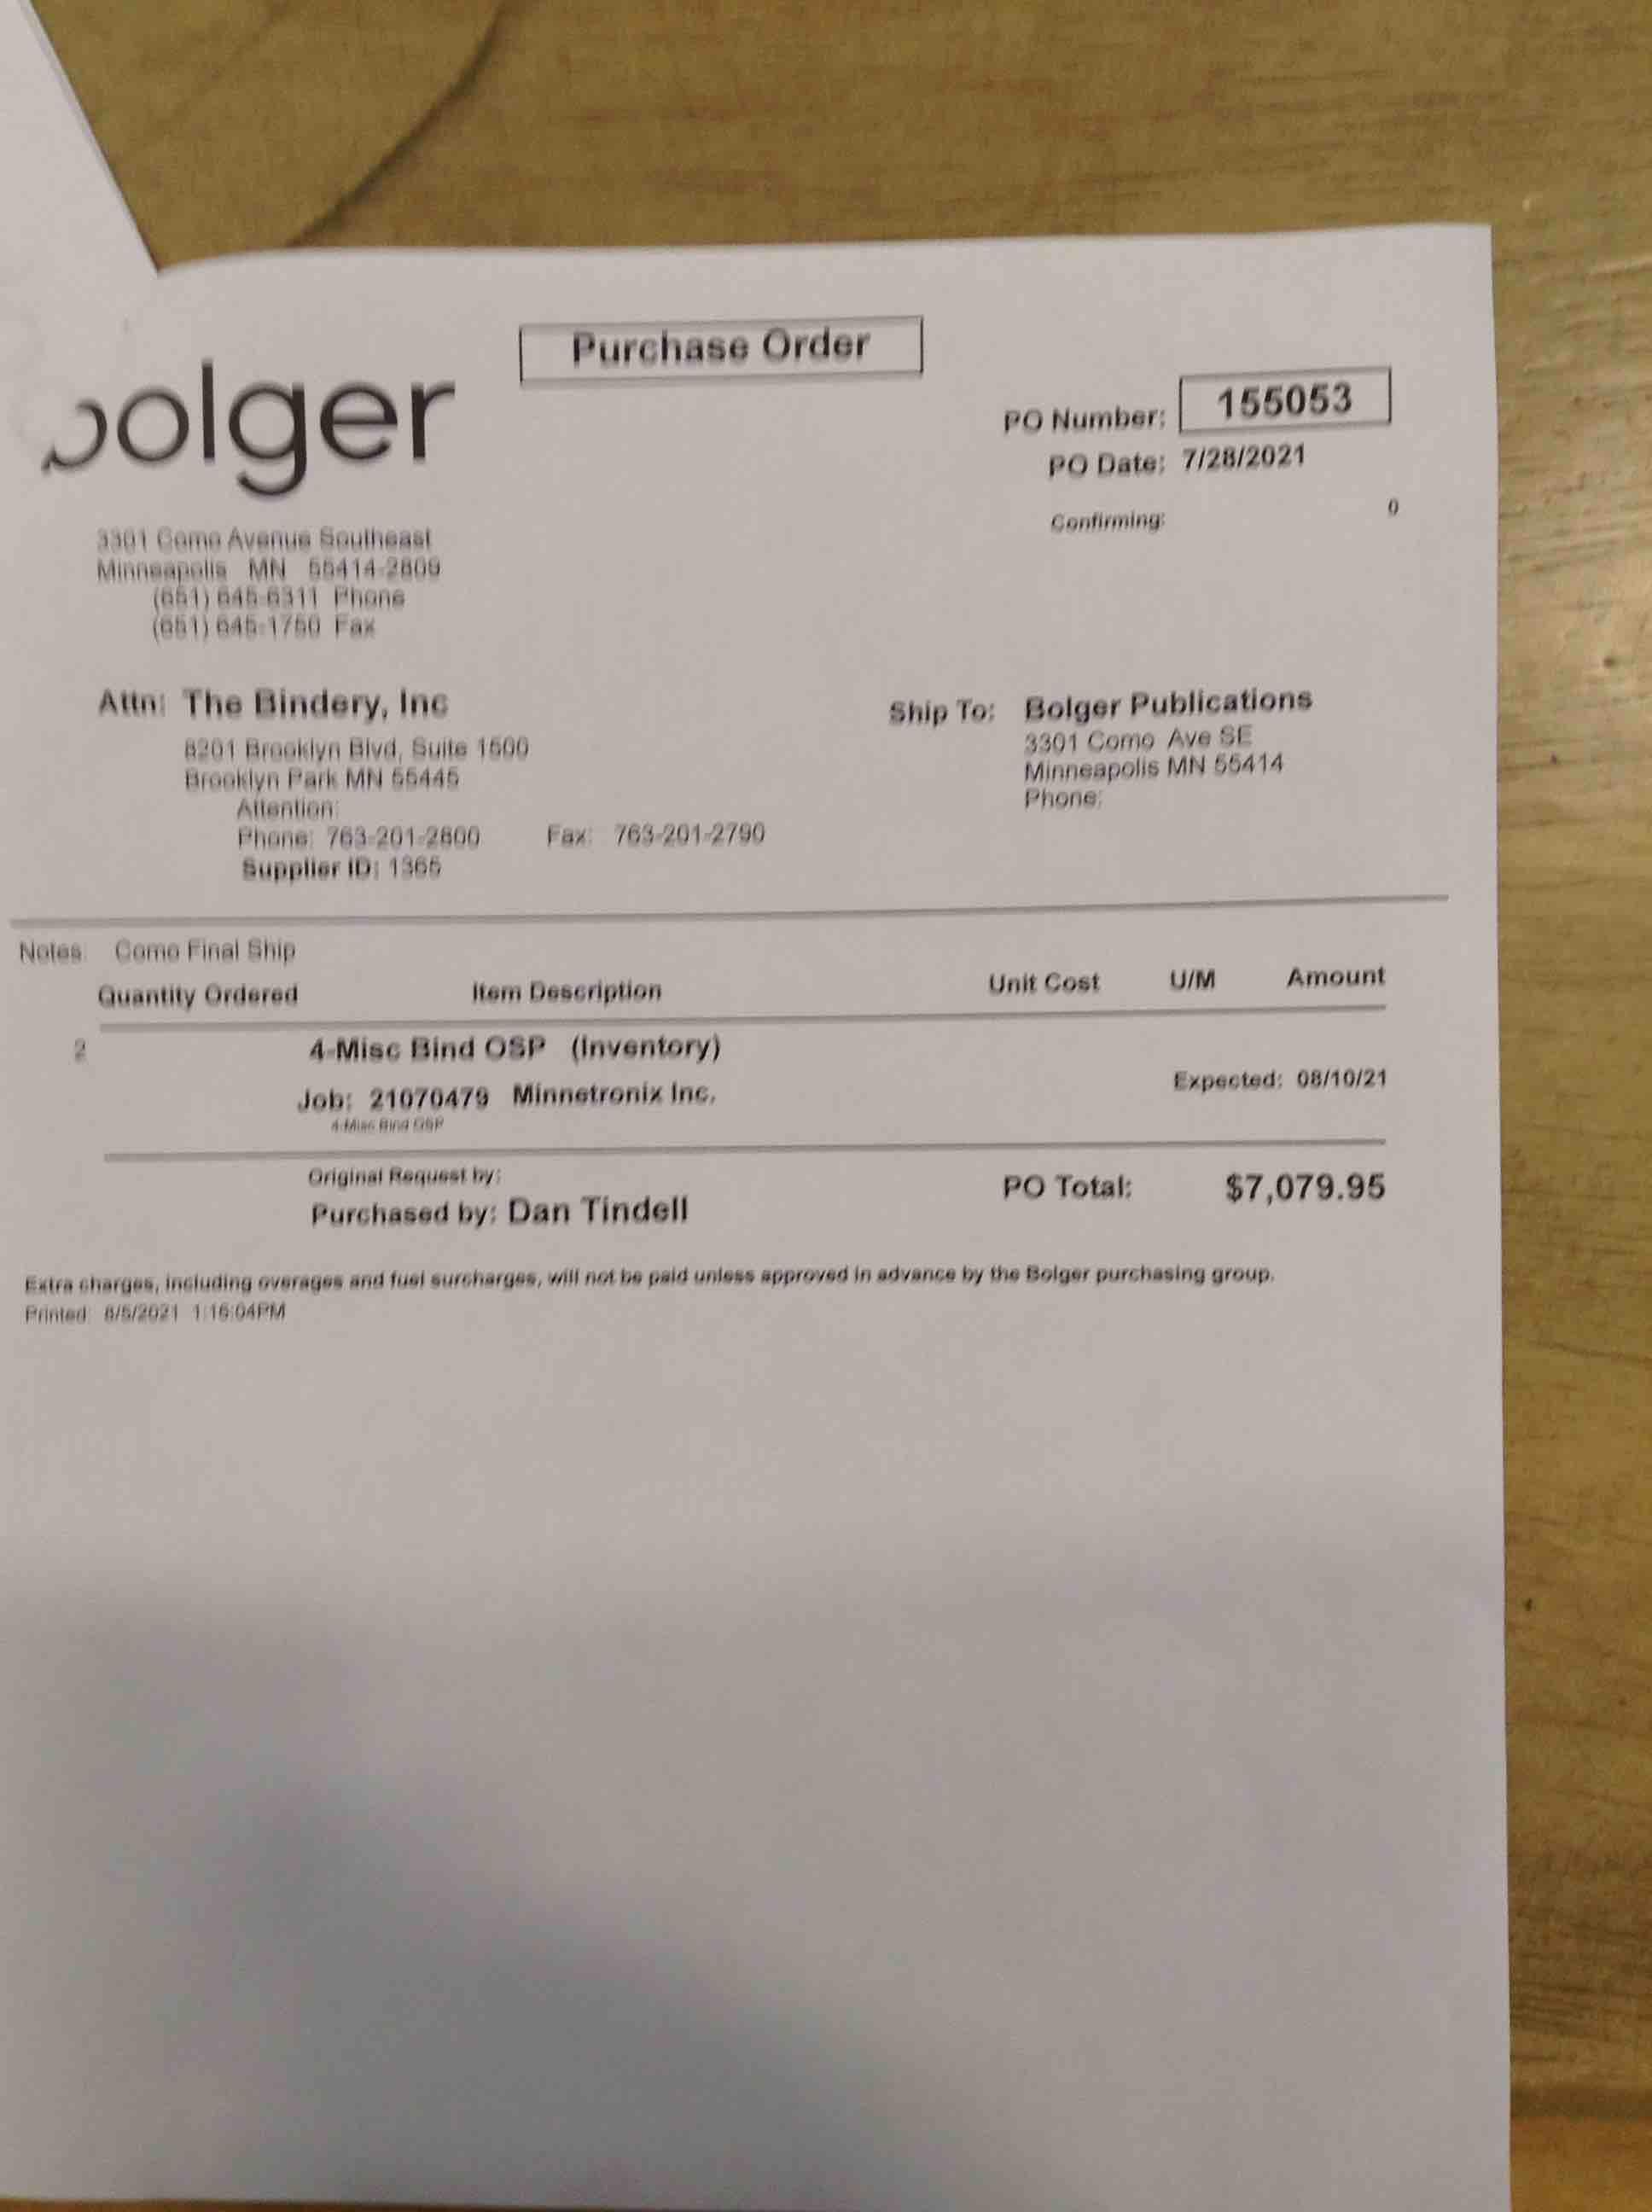 Purchase Order
bolger
PO Number: 155053
PO Date: 7/28/2021
Confirming: 0
3301 Como Avenue Southeast
Minneapolis MN 55414-2809
(651) 645-6311 Phone
(651) 645-1750 Fax
Attn: The Bindery, Inc
8201 Brooklyn Blvd, Suite 1500
Brooklyn Park MN 55445
Attention:
Phone: 763-201-2800 Fax: 763-201-2790
Supplier ID: 1365
Ship To: Bolger Publications
3301 Como Ave SE
Minneapolis MN 55414
Phone:
Notes: Como Final Ship
Quantity Ordered Item Description Unit Cost U/M Amount
2 4-Misc Bind OSP (Inventory)
Job: 21070479 Minnetronix Inc. Expected: 08/10/21
4-Misc Bind OSP
Original Request by:
Purchased by: Dan Tindell PO Total: $7,079.95
Extra charges, including overages and fuel surcharges, will not be paid unless approved in advance by the Bolger purchasing group.
Printed: 8/5/2021 1:16:04PM